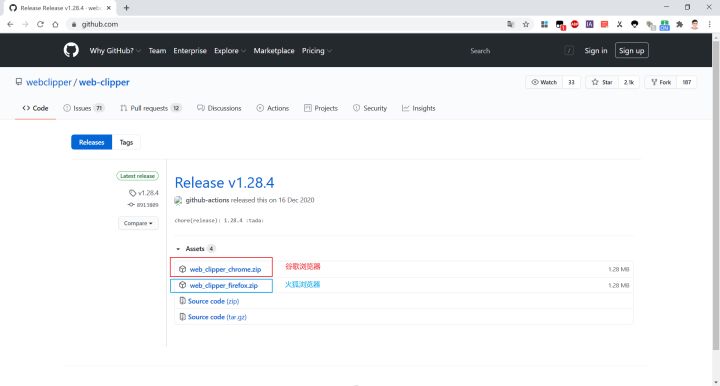 Release Release v1.28.4 · webc
github.com
Why GitHub?
Team
Enterprise
Explore
Marketplace
Pricing
Search
/
Sign in
Sign up
webclipper / web-clipper
Watch 33
Star 2.1k
Fork 187
Code
Issues 71
Pull requests 12
Discussions
Actions
Projects
Security
Insights
Releases
Tags
Latest release
v1.28.4
8913809
Compare
Release v1.28.4
github-actions released this on 16 Dec 2020
chore(release): 1.28.4 :tada:
Assets 4
web_clipper_chrome.zip 谷歌浏览器 1.28 MB
web_clipper_firefox.zip 火狐浏览器 1.28 MB
Source code (zip)
Source code (tar.gz)